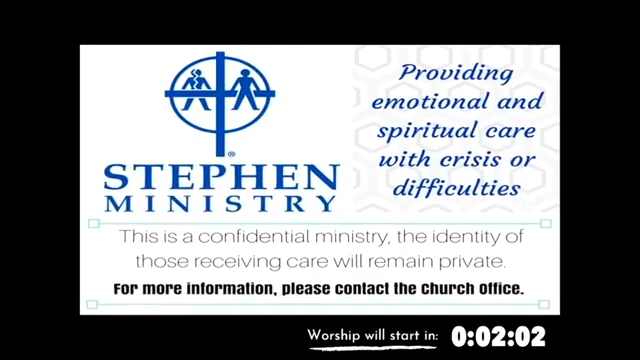 Providing
emotional and
spiritual care
with crisis or
difficulties
®
STEPHEN
MINISTRY
This is a confidential ministry, the identity of
those receiving care will remain private.
For more information, please contact the Church Office.
Worship will start in: 0:02:02